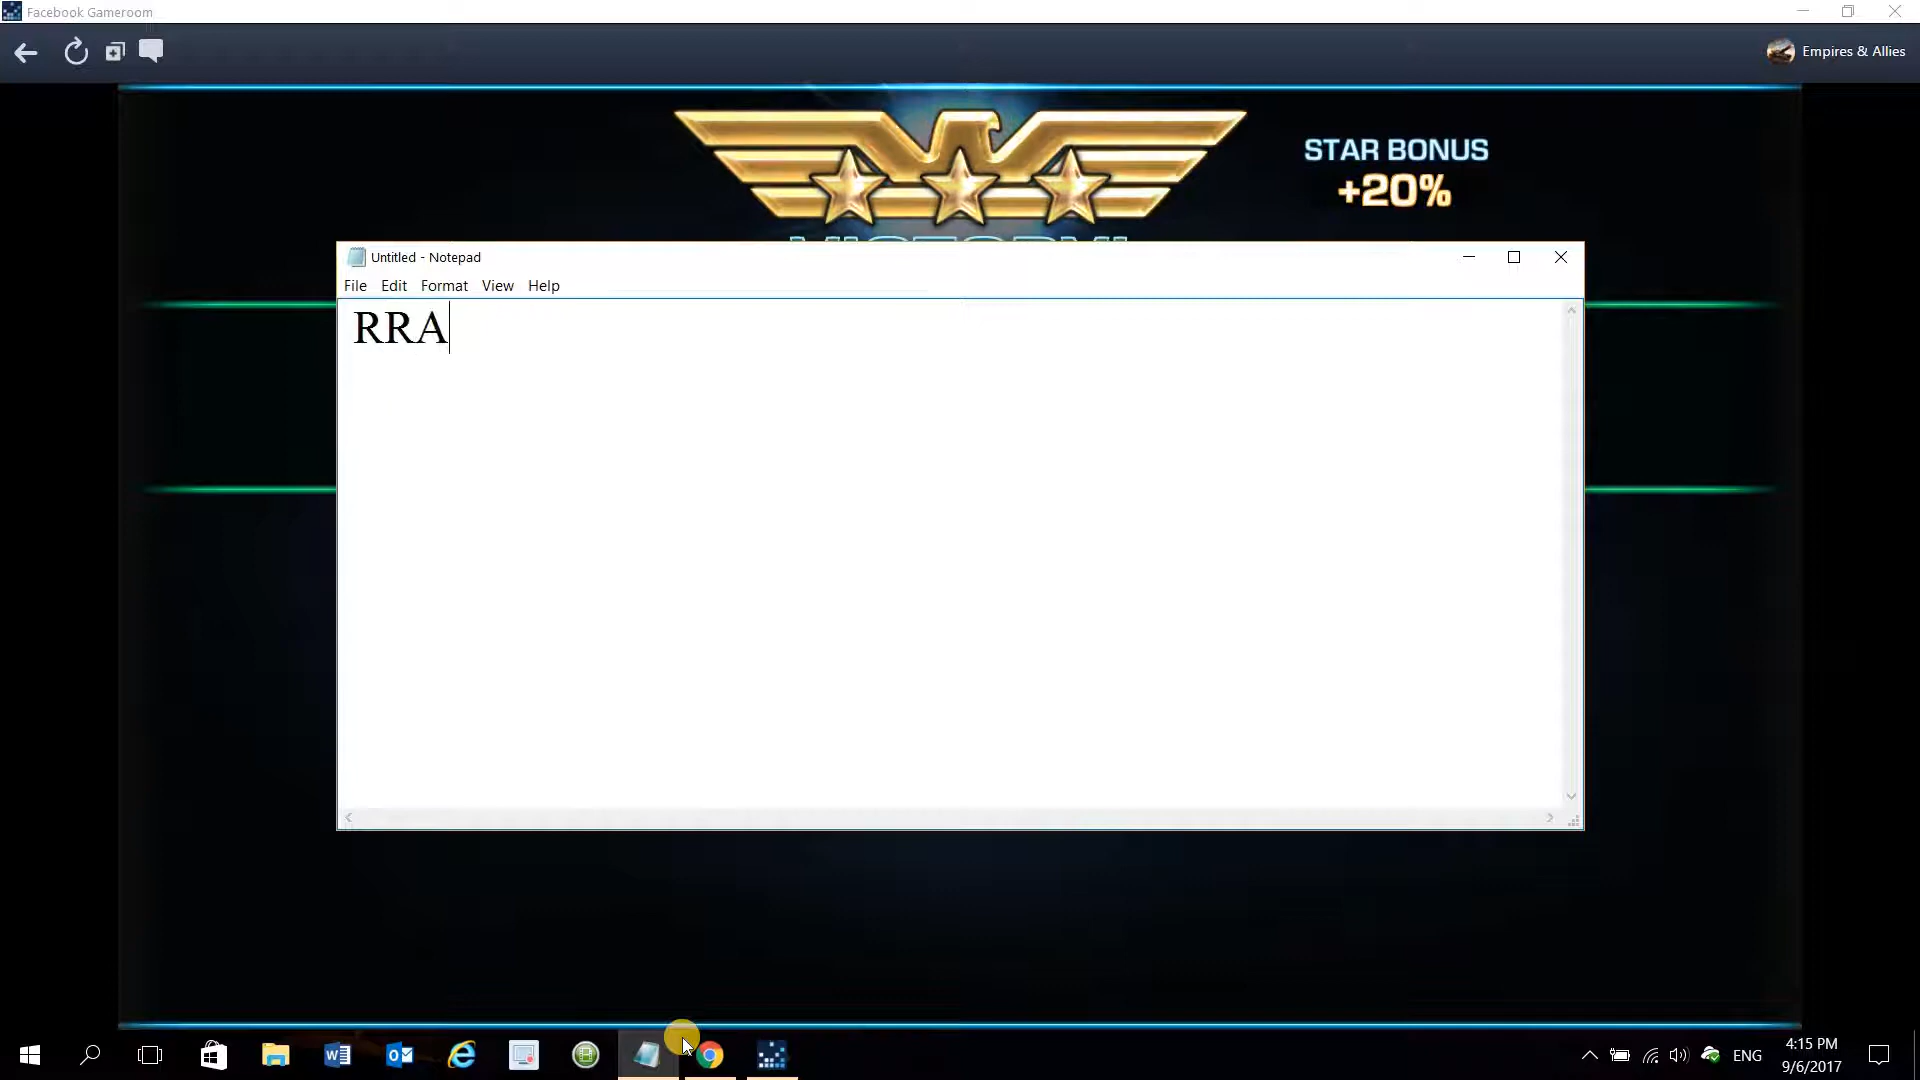 Facebook Gameroom
Empires & Allies
STAR BONUS
+20%
Untitled - Notepad
File Edit Format View Help
RRA
ENG
4:15 PM
9/6/2017